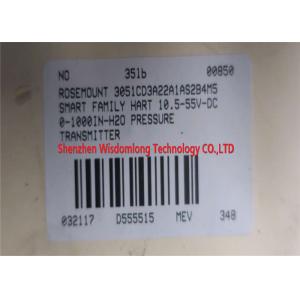 NO 351b 00850
ROSEMOUNT 3051CD3A22A1AS2B4M5
SMART FAMILY HART 10.5-55V-DC
0-1000IN-H2O PRESSURE
TRANSMITTER
Shenzhen Wisdomlong Technology CO.,LTD
032117 D555515 MEV 348